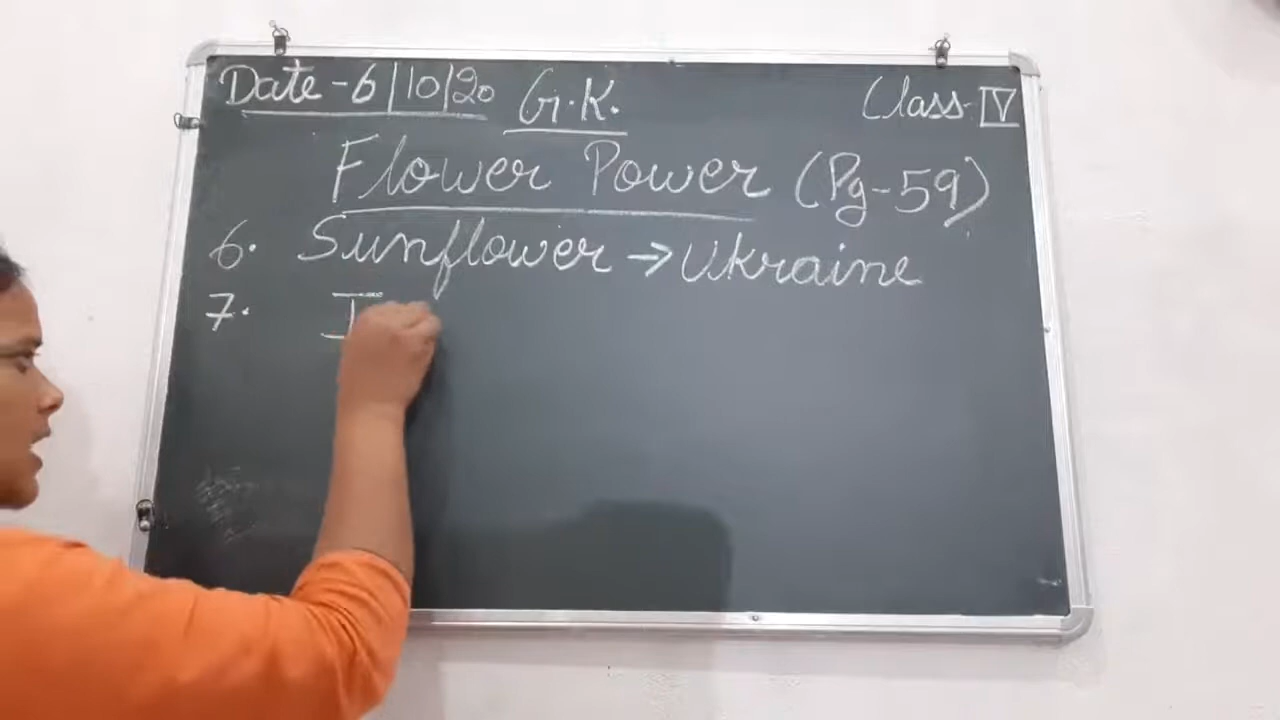 Date - 6/10/20 G.K. Class - IV
Flower Power (Pg-59)
6. Sunflower → Ukraine
7. I